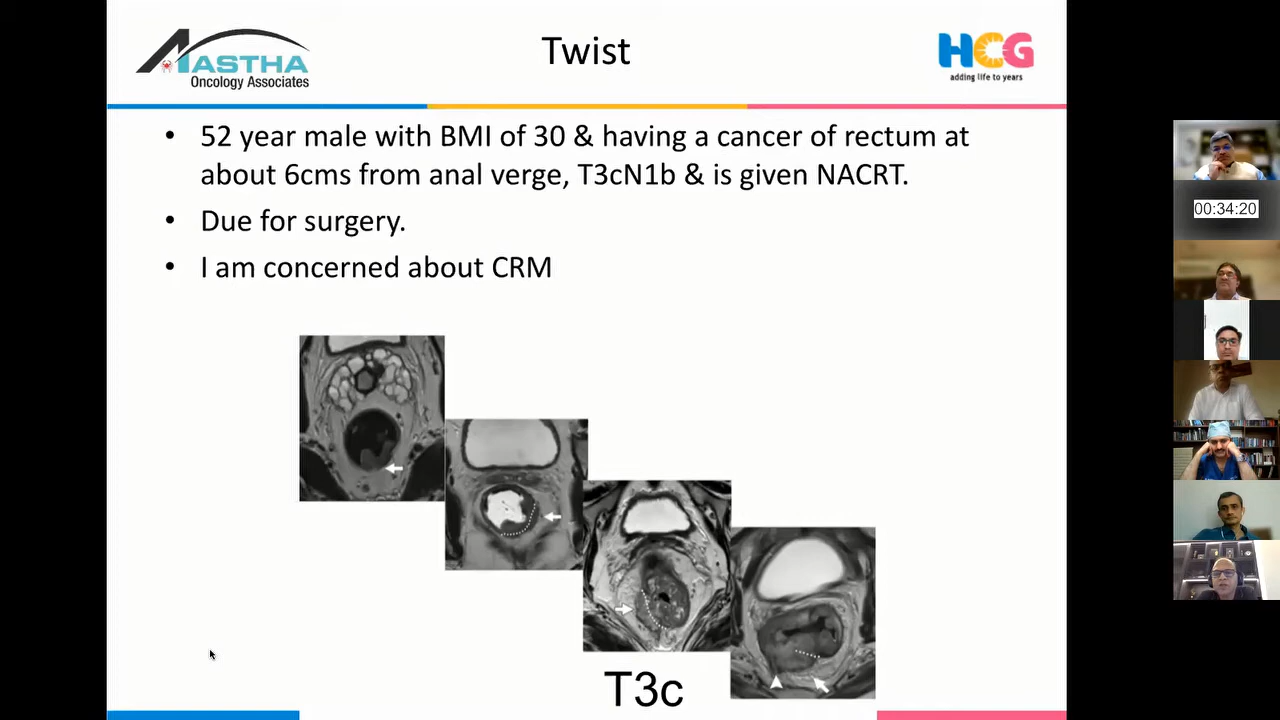 AASTHA
Oncology Associates
Twist
HCG
adding life to years
• 52 year male with BMI of 30 & having a cancer of rectum at
about 6cms from anal verge, T3cN1b & is given NACRT.
• Due for surgery.
• I am concerned about CRM
T3c
00:34:20